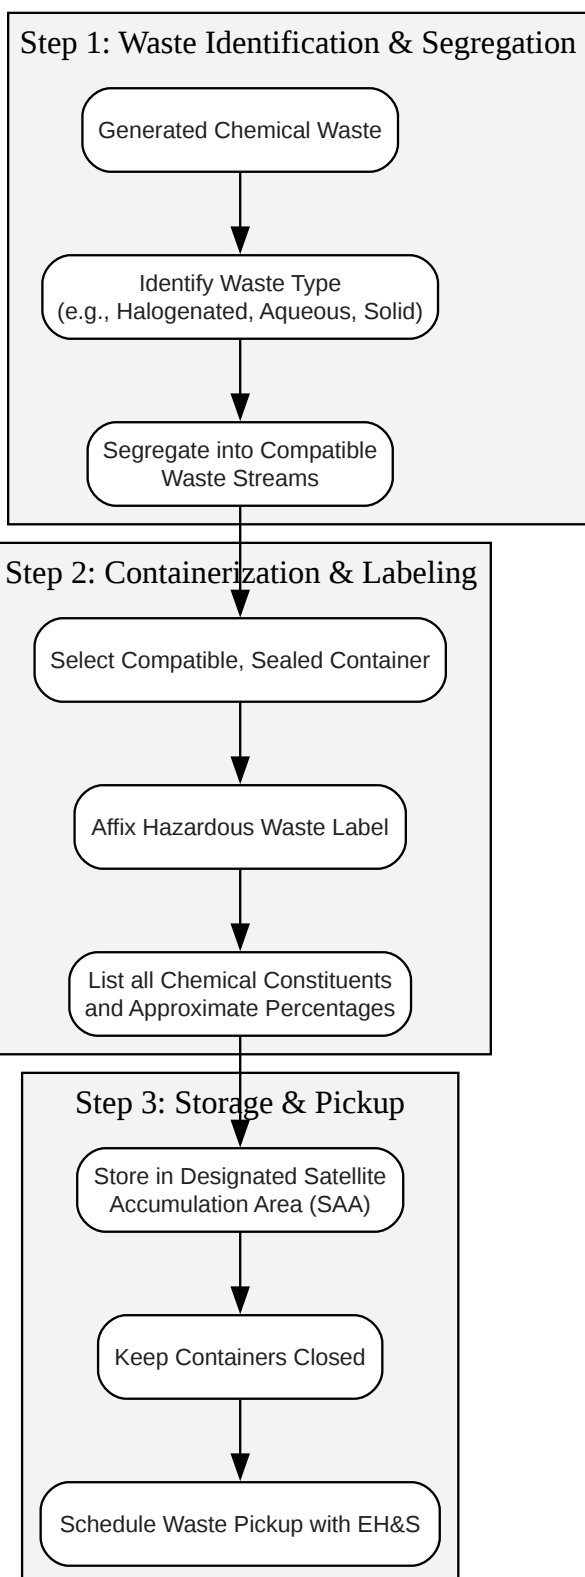 Step 1: Waste Identification & Segregation
Generated Chemical Waste
Identify Waste Type
(e.g., Halogenated, Aqueous, Solid)
Segregate into Compatible
Waste Streams
Step 2: Containerization & Labeling
Select Compatible, Sealed Container
Affix Hazardous Waste Label
List all Chemical Constituents
and Approximate Percentages
Step 3: Storage & Pickup
Store in Designated Satellite
Accumulation Area (SAA)
Keep Containers Closed
Schedule Waste Pickup with EH&S